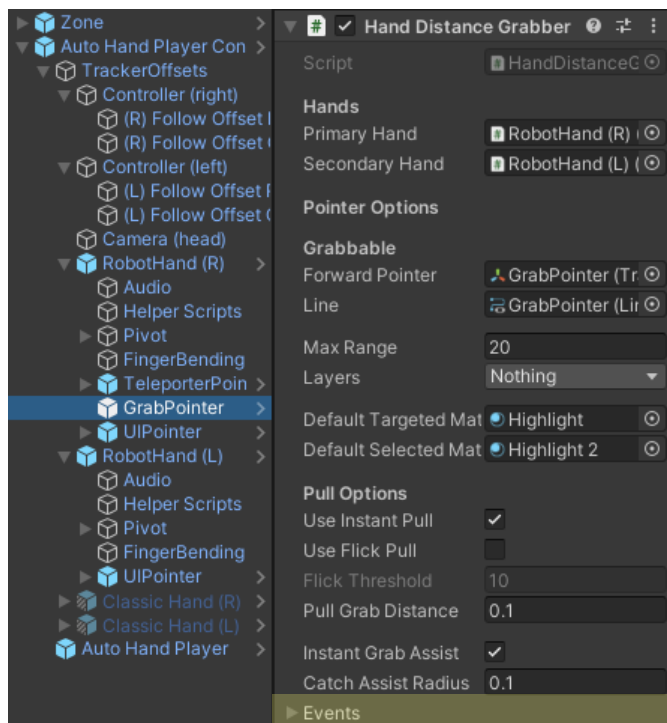 Zone
Auto Hand Player Con
TrackerOffsets
Controller (right)
(R) Follow Offset
(R) Follow Offset
Controller (left)
(L) Follow Offset
(L) Follow Offset
Camera (head)
RobotHand (R)
Audio
Helper Scripts
Pivot
FingerBending
TeleporterPoin
GrabPointer
UIPointer
RobotHand (L)
Audio
Helper Scripts
Pivot
FingerBending
UIPointer
Classic Hand (R)
Classic Hand (L)
Auto Hand Player
# Hand Distance Grabber
Script HandDistanceG
Hands
Primary Hand RobotHand (R) (
Secondary Hand RobotHand (L) (
Pointer Options
Grabbable
Forward Pointer GrabPointer (Tr
Line GrabPointer (Lir
Max Range 20
Layers Nothing
Default Targeted Mat Highlight
Default Selected Mat Highlight 2
Pull Options
Use Instant Pull
Use Flick Pull
Flick Threshold 10
Pull Grab Distance 0.1
Instant Grab Assist
Catch Assist Radius 0.1
Events